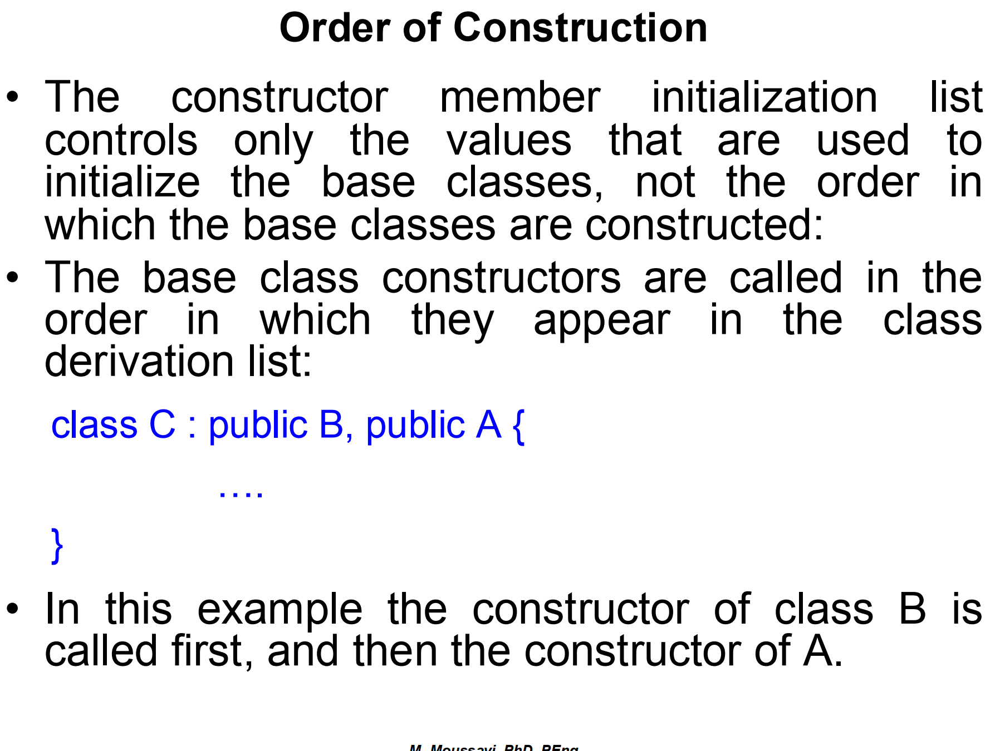 Order of Construction
• The constructor member initialization list
controls only the values that are used to
initialize the base classes, not the order in
which the base classes are constructed:
• The base class constructors are called in the
order in which they appear in the class
derivation list:
class C : public B, public A {
….
}
• In this example the constructor of class B is
called first, and then the constructor of A.
M. Moussavi, PhD, PEng